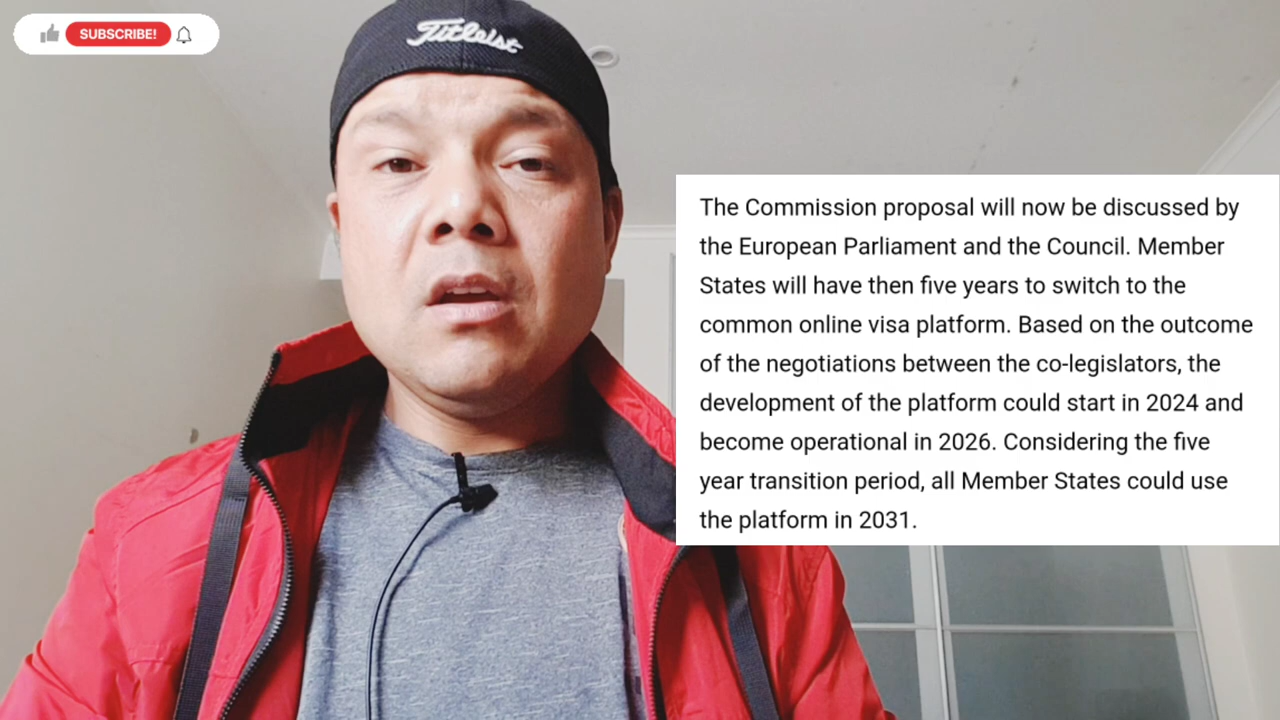 SUBSCRIBE!
Titleist
The Commission proposal will now be discussed by
the European Parliament and the Council. Member
States will have then five years to switch to the
common online visa platform. Based on the outcome
of the negotiations between the co-legislators, the
development of the platform could start in 2024 and
become operational in 2026. Considering the five
year transition period, all Member States could use
the platform in 2031.